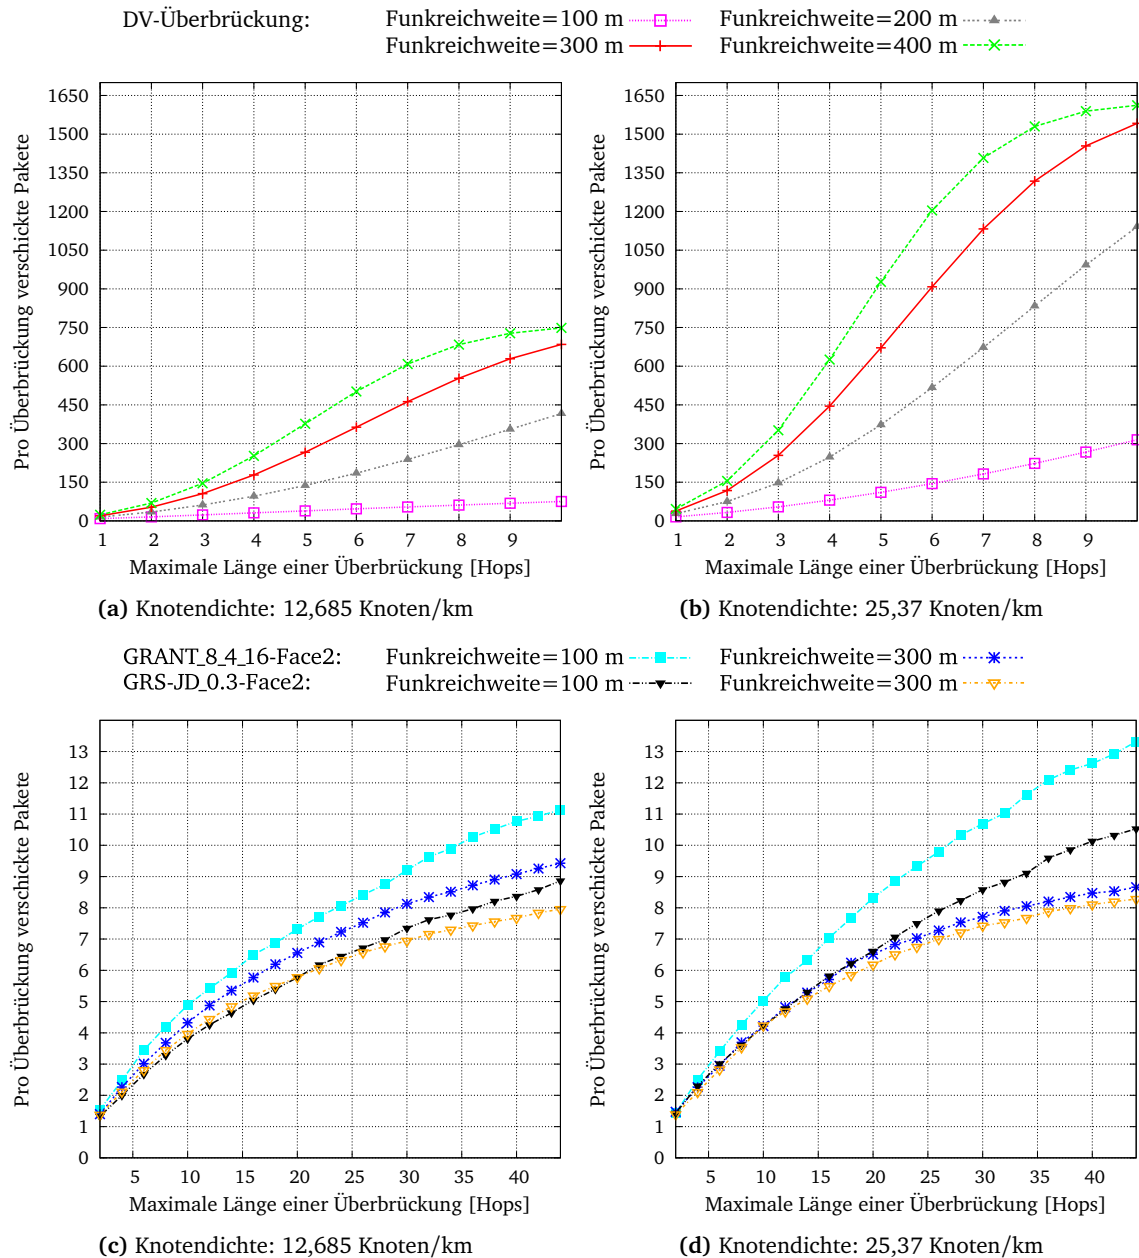 DV-Überbrückung: Funkreichweite=100 m Funkreichweite=200 m
Funkreichweite=300 m Funkreichweite=400 m
Pro Überbrückung verschickte Pakete
1650
1500
1350
1200
1050
900
750
600
450
300
150
0
1 2 3 4 5 6 7 8 9
Maximale Länge einer Überbrückung [Hops]
(a) Knotendichte: 12,685 Knoten/km
Pro Überbrückung verschickte Pakete
1650
1500
1350
1200
1050
900
750
600
450
300
150
0
1 2 3 4 5 6 7 8 9
Maximale Länge einer Überbrückung [Hops]
(b) Knotendichte: 25,37 Knoten/km
GRANT_8_4_16-Face2: Funkreichweite=100 m Funkreichweite=300 m
GRS-JD_0.3-Face2: Funkreichweite=100 m Funkreichweite=300 m
Pro Überbrückung verschickte Pakete
13
12
11
10
9
8
7
6
5
4
3
2
1
0
5 10 15 20 25 30 35 40
Maximale Länge einer Überbrückung [Hops]
(c) Knotendichte: 12,685 Knoten/km
Pro Überbrückung verschickte Pakete
13
12
11
10
9
8
7
6
5
4
3
2
1
0
5 10 15 20 25 30 35 40
Maximale Länge einer Überbrückung [Hops]
(d) Knotendichte: 25,37 Knoten/km